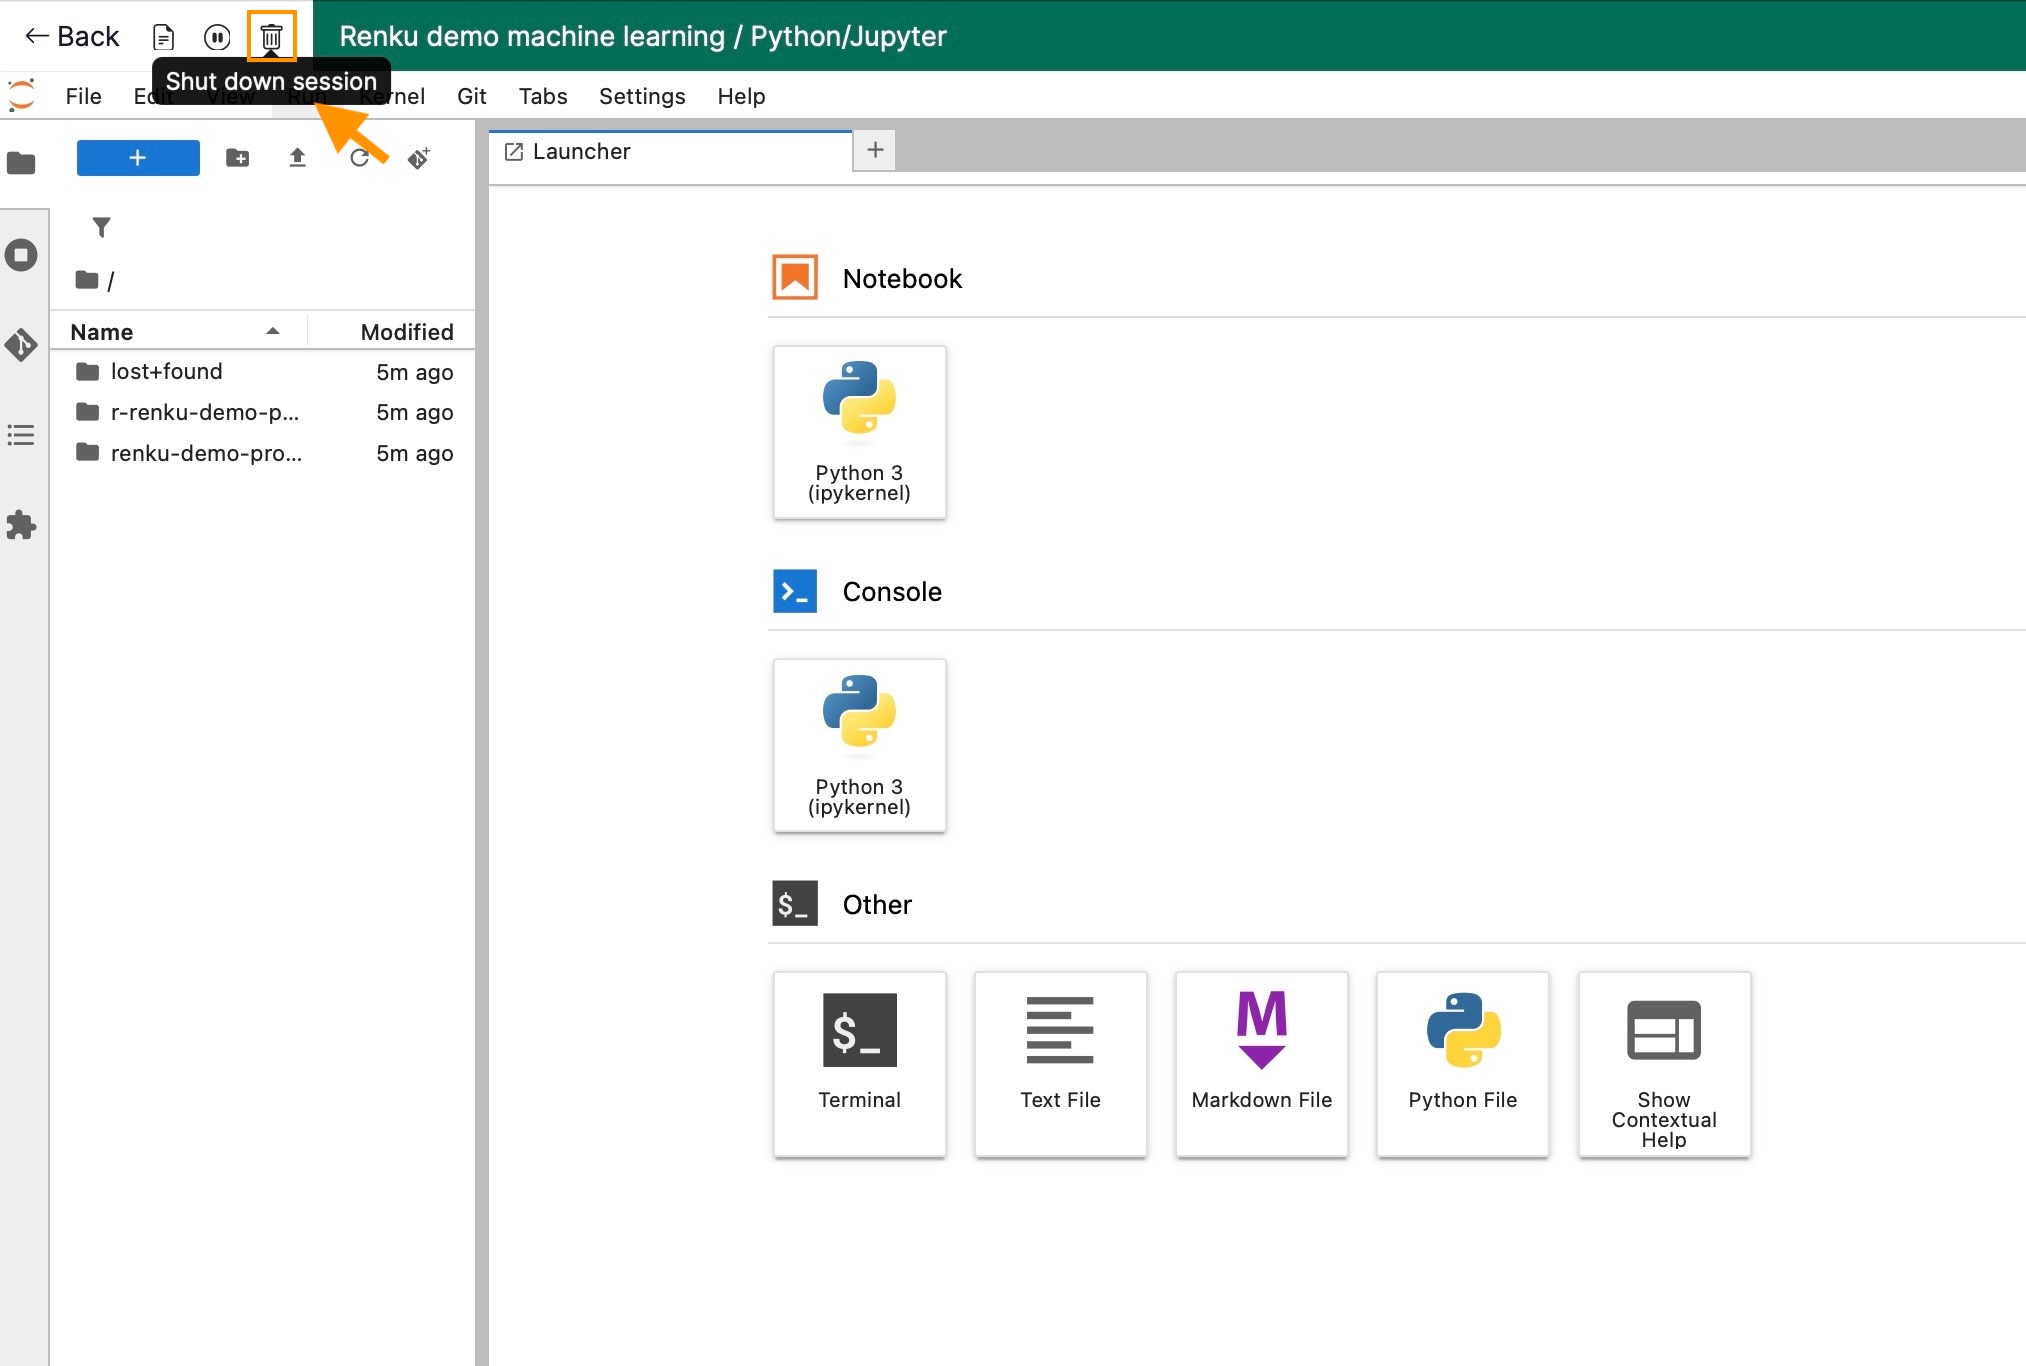 ← Back
Renku demo machine learning / Python/Jupyter
Shut down session
File Edit View Run Kernel Git Tabs Settings Help
+
Launcher
+
/
Name Modified
lost+found 5m ago
r-renku-demo-p... 5m ago
renku-demo-pro... 5m ago
Notebook
Python 3
(ipykernel)
>_ Console
Python 3
(ipykernel)
$_ Other
$_
Terminal
Text File
M
Markdown File
Python File
Show
Contextual
Help